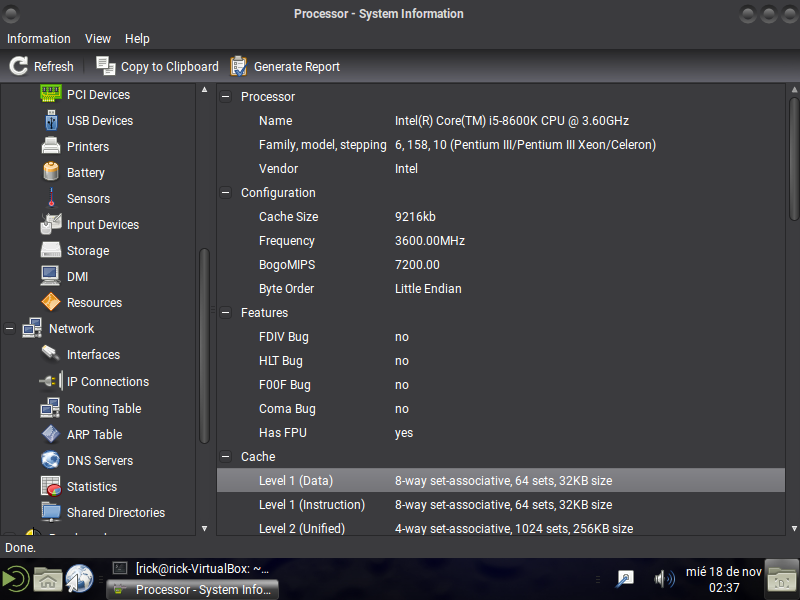 Processor - System Information
Information View Help
Refresh Copy to Clipboard Generate Report
PCI Devices
USB Devices
Printers
Battery
Sensors
Input Devices
Storage
DMI
Resources
Network
Interfaces
IP Connections
Routing Table
ARP Table
DNS Servers
Statistics
Shared Directories
Processor
Name Intel(R) Core(TM) i5-8600K CPU @ 3.60GHz
Family, model, stepping 6, 158, 10 (Pentium III/Pentium III Xeon/Celeron)
Vendor Intel
Configuration
Cache Size 9216kb
Frequency 3600.00MHz
BogoMIPS 7200.00
Byte Order Little Endian
Features
FDIV Bug no
HLT Bug no
F00F Bug no
Coma Bug no
Has FPU yes
Cache
Level 1 (Data) 8-way set-associative, 64 sets, 32KB size
Level 1 (Instruction) 8-way set-associative, 64 sets, 32KB size
Level 2 (Unified) 4-way set-associative, 1024 sets, 256KB size
Done.
[rick@rick-VirtualBox: ~...
Processor - System Info...
mié 18 de nov
02:37